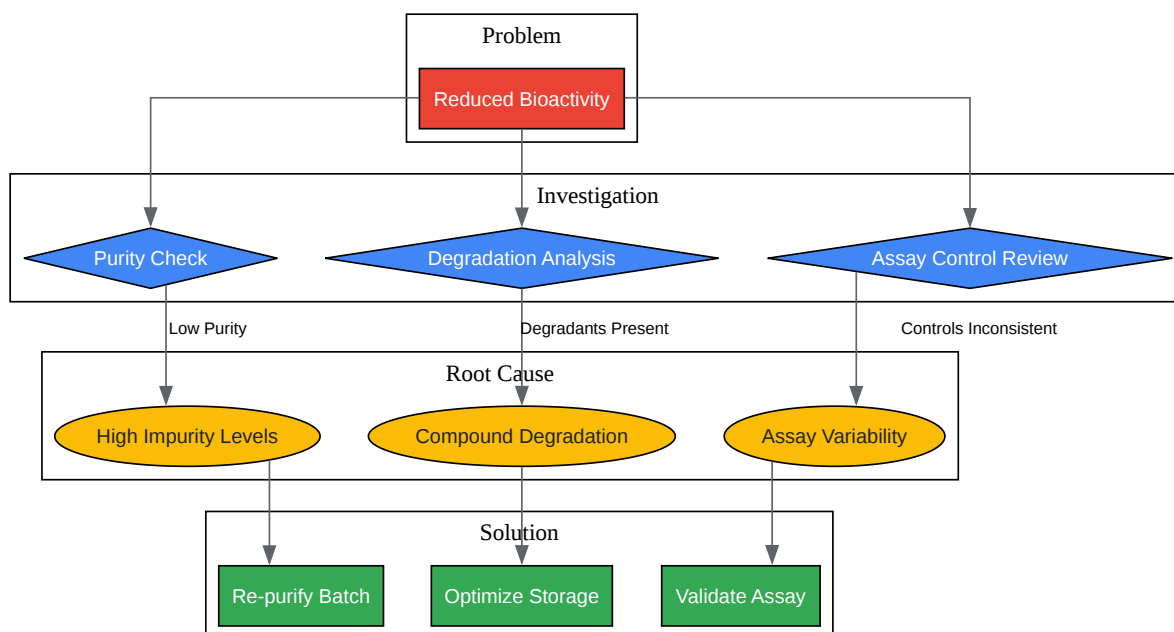 Problem
Reduced Bioactivity
Investigation
Purity Check
Degradation Analysis
Assay Control Review
Low Purity
Degradants Present
Controls Inconsistent
Root Cause
High Impurity Levels
Compound Degradation
Assay Variability
Solution
Re-purify Batch
Optimize Storage
Validate Assay